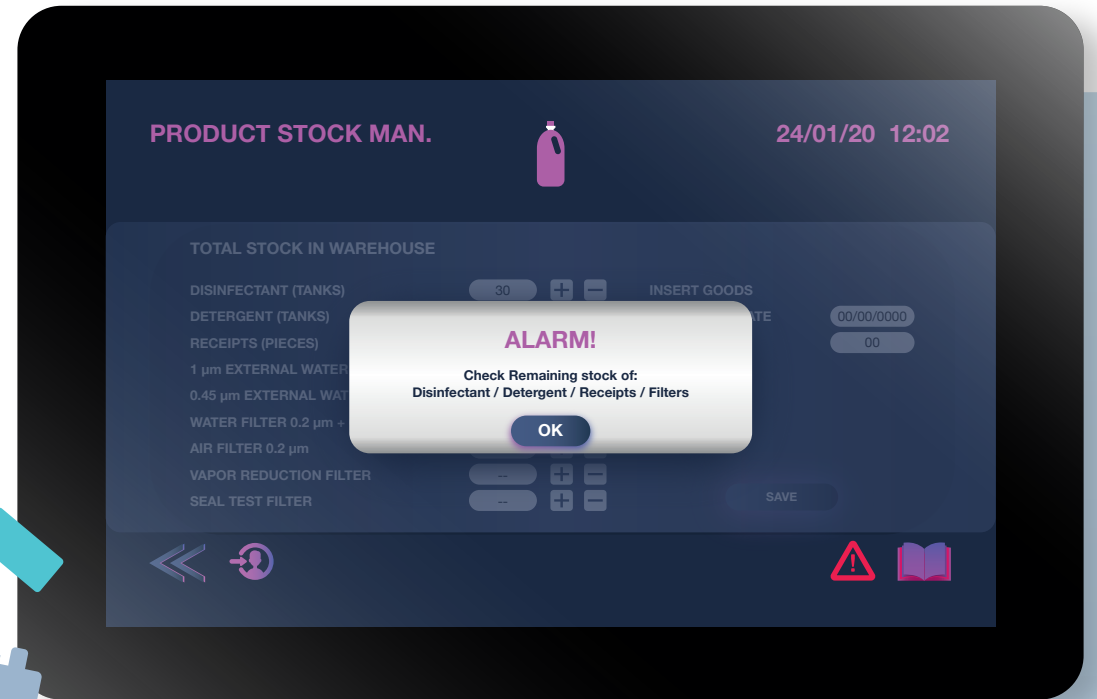 PRODUCT STOCK MAN.
24/01/20 12:02
TOTAL STOCK IN WAREHOUSE
DISINFECTANT (TANKS) 30 + − INSERT GOODS
DETERGENT (TANKS) 00/00/0000
RECEIPTS (PIECES) 00
1 µm EXTERNAL WATER
0.45 µm EXTERNAL
WATER FILTER 0.2 µm +
AIR FILTER 0.2 µm
VAPOR REDUCTION FILTER -- + −
SEAL TEST FILTER -- + −
SAVE
ALARM!
Check Remaining stock of:
Disinfectant / Detergent / Receipts / Filters
OK